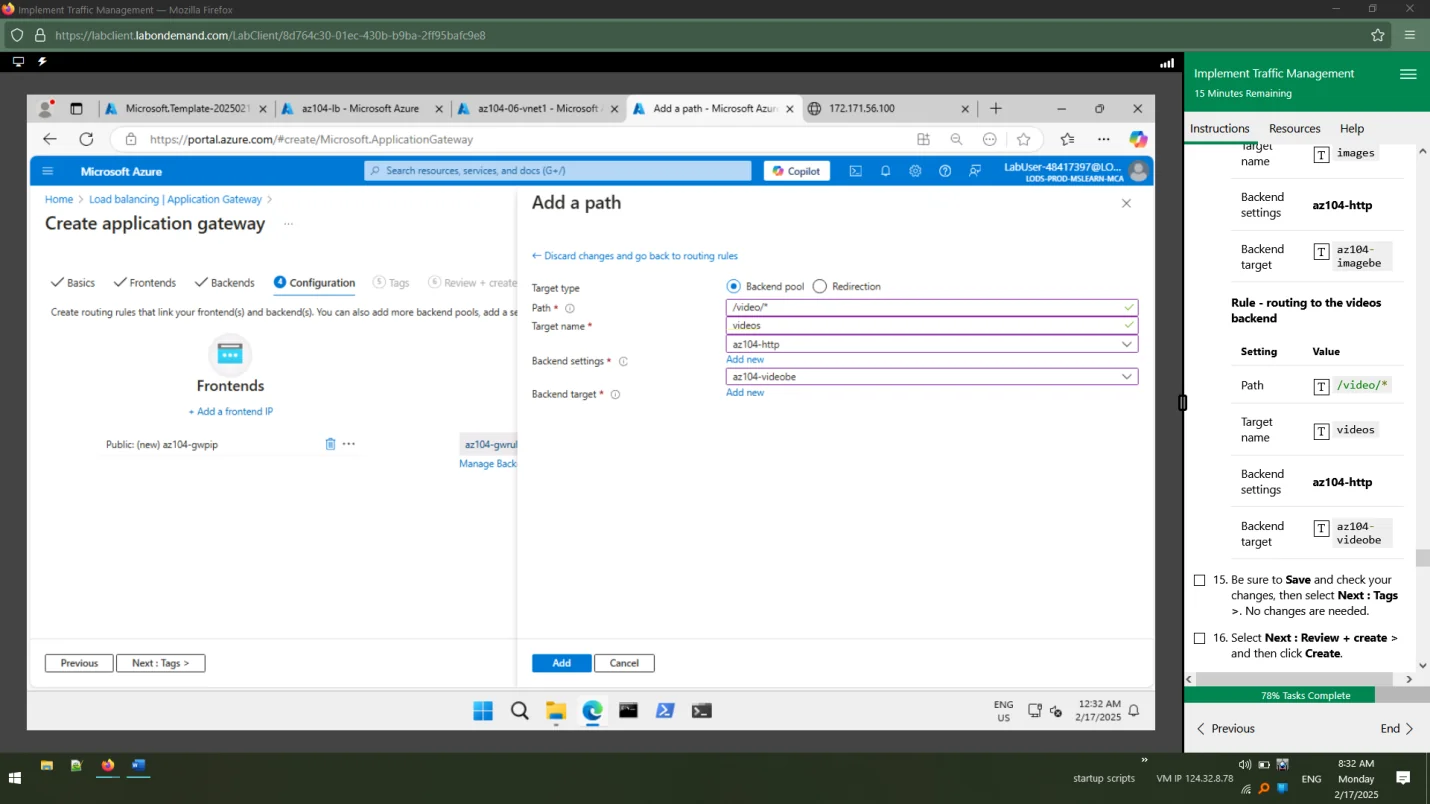 Implement Traffic Management — Mozilla Firefox
https://labclient.labondemand.com/LabClient/8d764c30-01ec-430b-b9ba-2ff95bafc9e8
Microsoft.Template-2025021
az104-lb - Microsoft Azure
az104-06-vnet1 - Microsoft
Add a path - Microsoft Azure
172.171.56.100
https://portal.azure.com/#create/Microsoft.ApplicationGateway
Microsoft Azure
Search resources, services, and docs (G+/)
Copilot
LabUser-48417397@LO...
LODS-PROD-MSLEARN-MCA
Home > Load balancing | Application Gateway >
Create application gateway ...
Basics
Frontends
Backends
4 Configuration
5 Tags
6 Review + create
Create routing rules that link your frontend(s) and backend(s). You can also add more backend pools, add a se
Frontends
+ Add a frontend IP
Public: (new) az104-gwpip
az104-gwrul
Manage Back
Previous
Next : Tags >
Add a path
← Discard changes and go back to routing rules
Target type
Backend pool
Redirection
Path *
/video/*
Target name *
videos
az104-http
Backend settings *
Add new
az104-videobe
Backend target *
Add new
Add
Cancel
ENG
US
12:32 AM
2/17/2025
Implement Traffic Management
15 Minutes Remaining
Instructions
Resources
Help
Target
name
T images
Backend
settings
az104-http
Backend
target
T az104-
imagebe
Rule - routing to the videos
backend
Setting Value
Path T /video/*
Target
name
T videos
Backend
settings
az104-http
Backend
target
T az104-
videobe
15. Be sure to Save and check your
changes, then select Next : Tags
>. No changes are needed.
16. Select Next : Review + create >
and then click Create.
78% Tasks Complete
Previous
End
startup scripts
VM IP 124.32.8.78
ENG
8:32 AM
Monday
2/17/2025